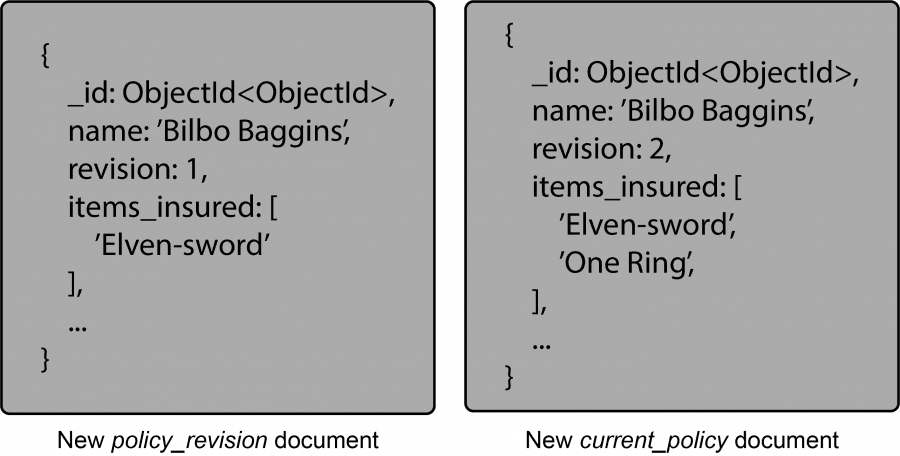 {
_id: ObjectId<ObjectId>,
name: ’Bilbo Baggins’,
revision: 1,
items_insured: [
’Elven-sword’
],
...
}
New policy_revision document
{
_id: ObjectId<ObjectId>,
name: ’Bilbo Baggins’,
revision: 2,
items_insured: [
’Elven-sword’,
’One Ring’,
],
...
}
New current_policy document